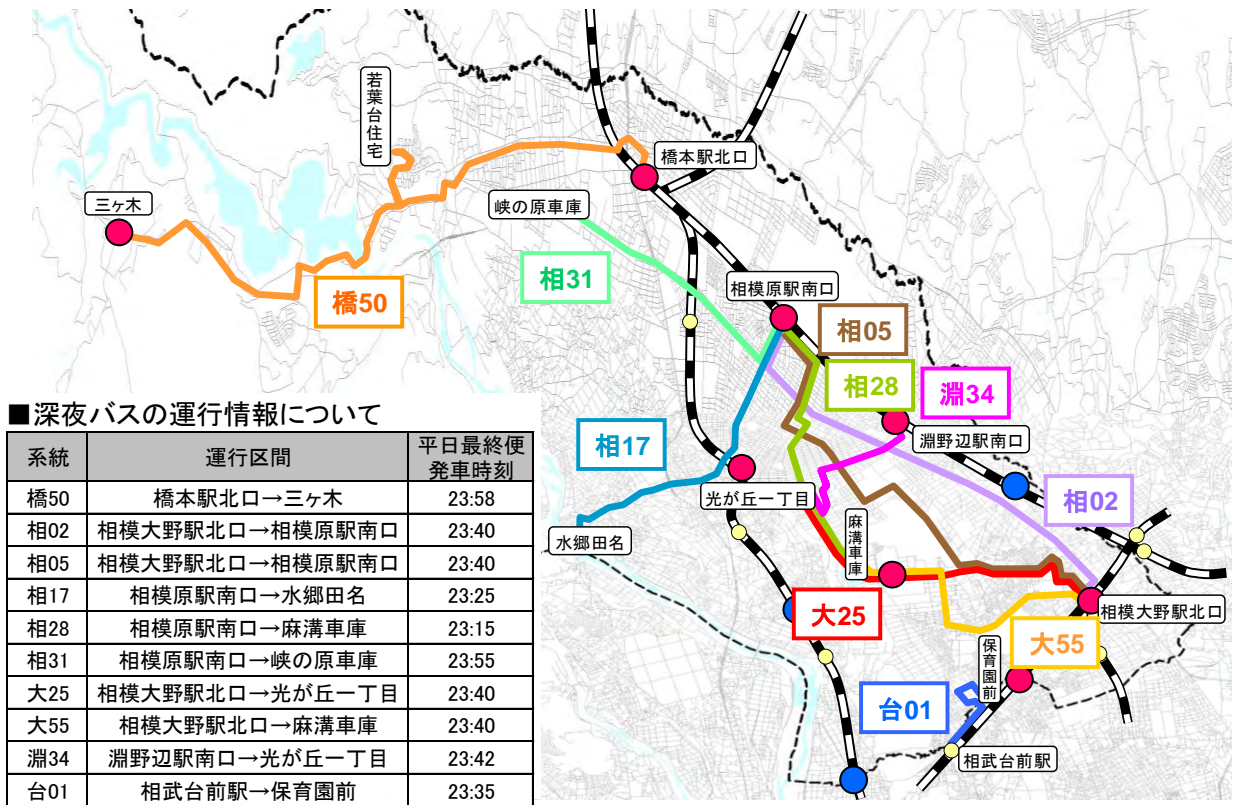 若葉台住宅
橋本駅北口
三ヶ木
峡の原車庫
相31
橋50
相模原駅南口
相05
相28
淵34
淵野辺駅南口
相17
光が丘一丁目
相02
水郷田名
麻溝車庫
大25
相模大野駅北口
大55
保育園前
台01
相武台前駅
■深夜バスの運行情報について
系統 運行区間 平日最終便
発車時刻
橋50 橋本駅北口→三ヶ木 23:58
相02 相模大野駅北口→相模原駅南口 23:40
相05 相模大野駅北口→相模原駅南口 23:40
相17 相模原駅南口→水郷田名 23:25
相28 相模原駅南口→麻溝車庫 23:15
相31 相模原駅南口→峡の原車庫 23:55
大25 相模大野駅北口→光が丘一丁目 23:40
大55 相模大野駅北口→麻溝車庫 23:40
淵34 淵野辺駅南口→光が丘一丁目 23:42
台01 相武台前駅→保育園前 23:35